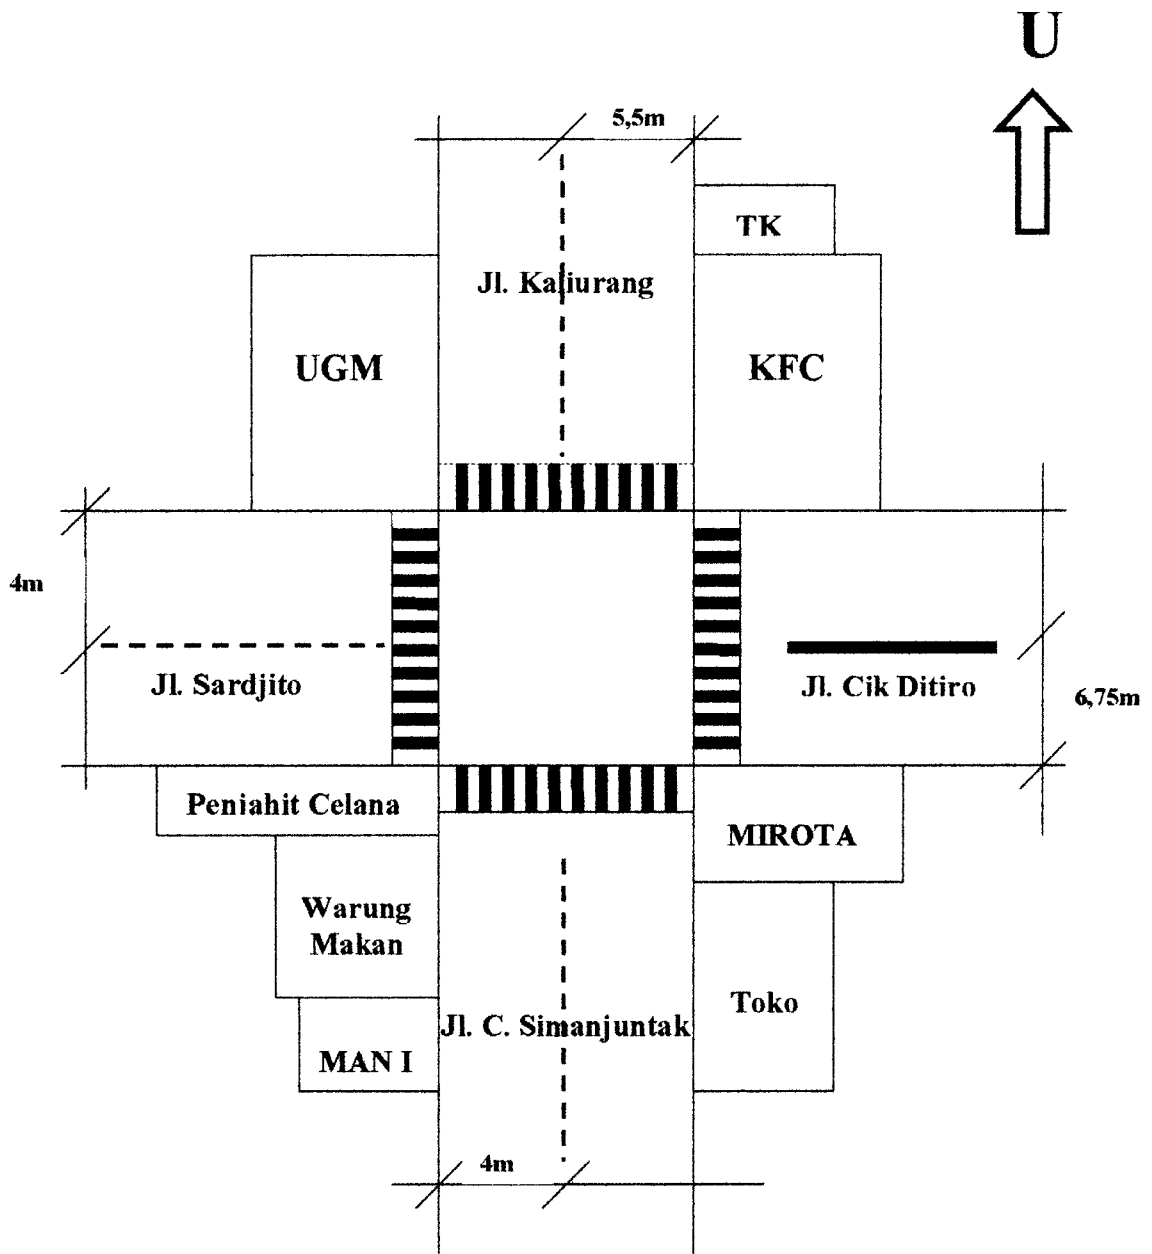 U
5,5m
TK
Jl. Kaliurang
UGM
KFC
4m
Jl. Sardjito
Jl. Cik Ditiro
6,75m
Penjahit Celana
MIROTA
Warung
Makan
Toko
Jl. C. Simanjuntak
MAN I
4m